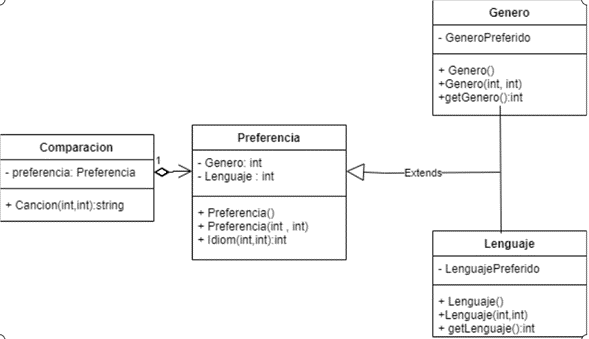 Comparacion
- preferencia: Preferencia
+ Cancion(int,int):string
1
Preferencia
- Genero: int
- Lenguaje : int
+ Preferencia()
+ Preferencia(int , int)
+ Idiom(int,int):int
Extends
Genero
- GeneroPreferido
+ Genero()
+Genero(int, int)
+getGenero():int
Lenguaje
- LenguajePreferido
+ Lenguaje()
+Lenguaje(int,int)
+ getLenguaje():int